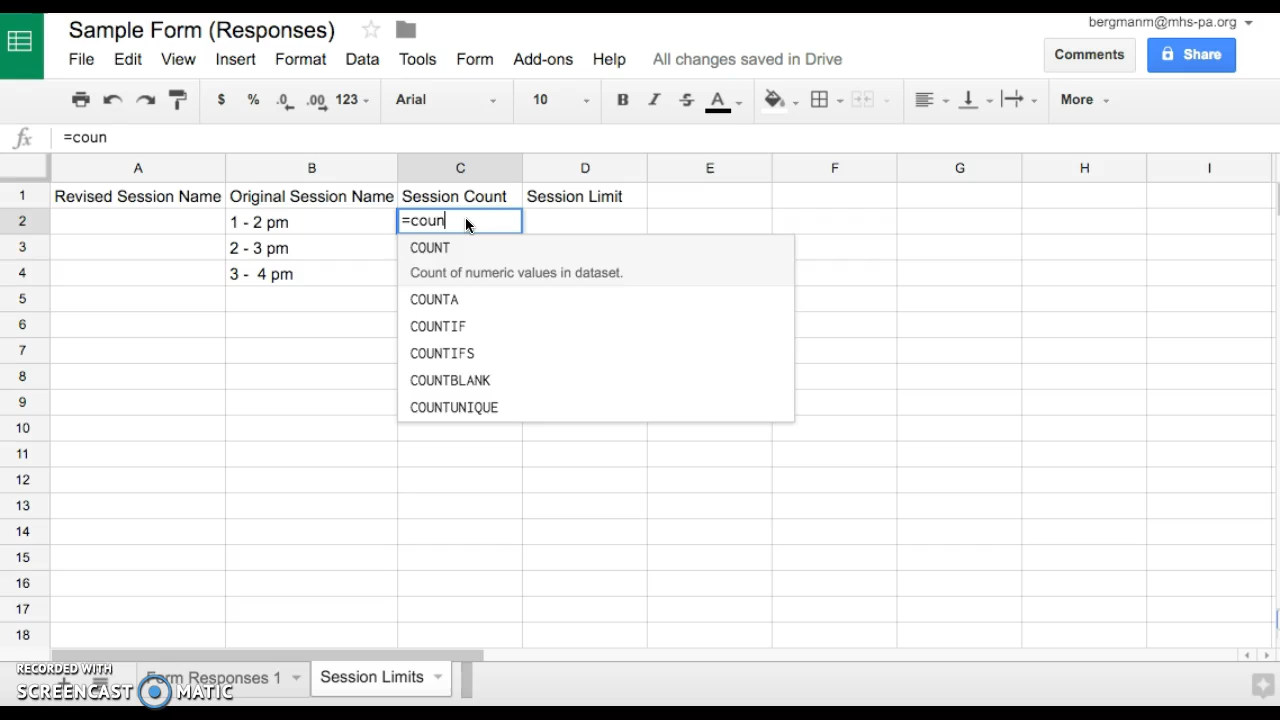 Sample Form (Responses)
bergmanm@mhs-pa.org
File Edit View Insert Format Data Tools Form Add-ons Help All changes saved in Drive
Comments Share
$ % .0 .00 123 Arial 10 B I S A More
fx =coun
A B C D E F G H I
1 Revised Session Name Original Session Name Session Count Session Limit
2 1 - 2 pm =coun
3 2 - 3 pm COUNT
4 3 - 4 pm Count of numeric values in dataset.
5 COUNTA
6 COUNTIF
7 COUNTIFS
8 COUNTBLANK
9 COUNTUNIQUE
10
11
12
13
14
15
16
17
18
RECORDED WITH
SCREENCAST MATIC
Form Responses 1 Session Limits